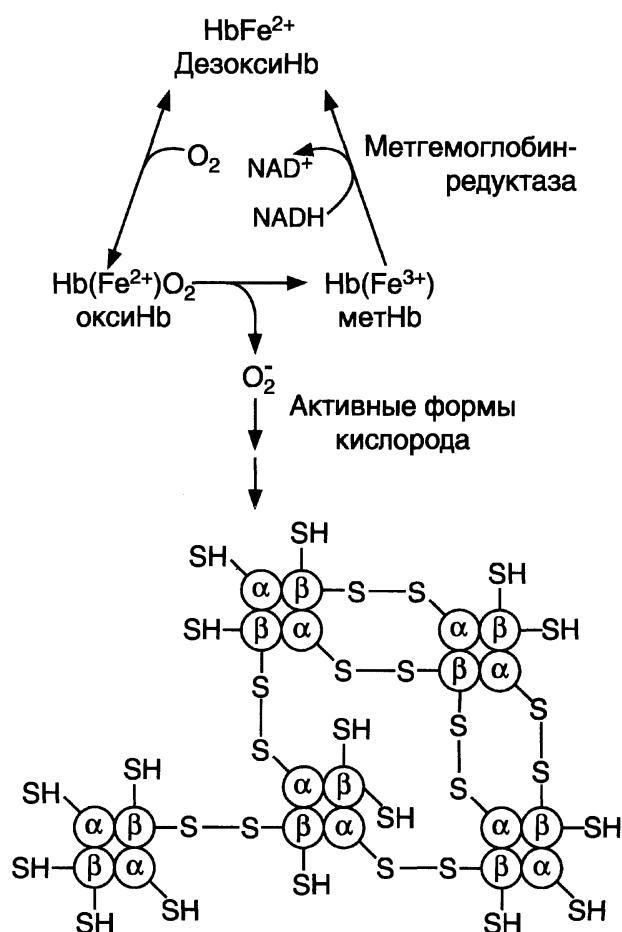 HbFe²⁺
ДезоксиHb
O₂
NAD⁺
NADH
Метгемоглобин-
редуктаза
Hb(Fe²⁺)O₂
оксиHb
Hb(Fe³⁺)
метHb
O₂⁻
Активные формы
кислорода
SH
SH
SH
α β S S
SH β α α β SH
S S β α
S
S
S
SH
S
SH
S
α β
S
SH
SH
α β S S β α α β SH
SH β α S S β α
SH
SH SH SH SH